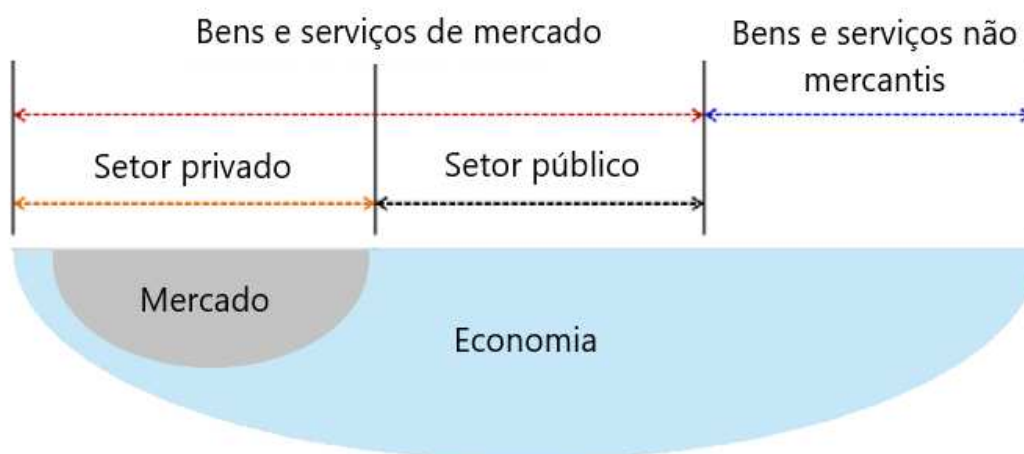 Bens e serviços de mercado
Bens e serviços não
mercantis
Setor privado
Setor público
Mercado
Economia